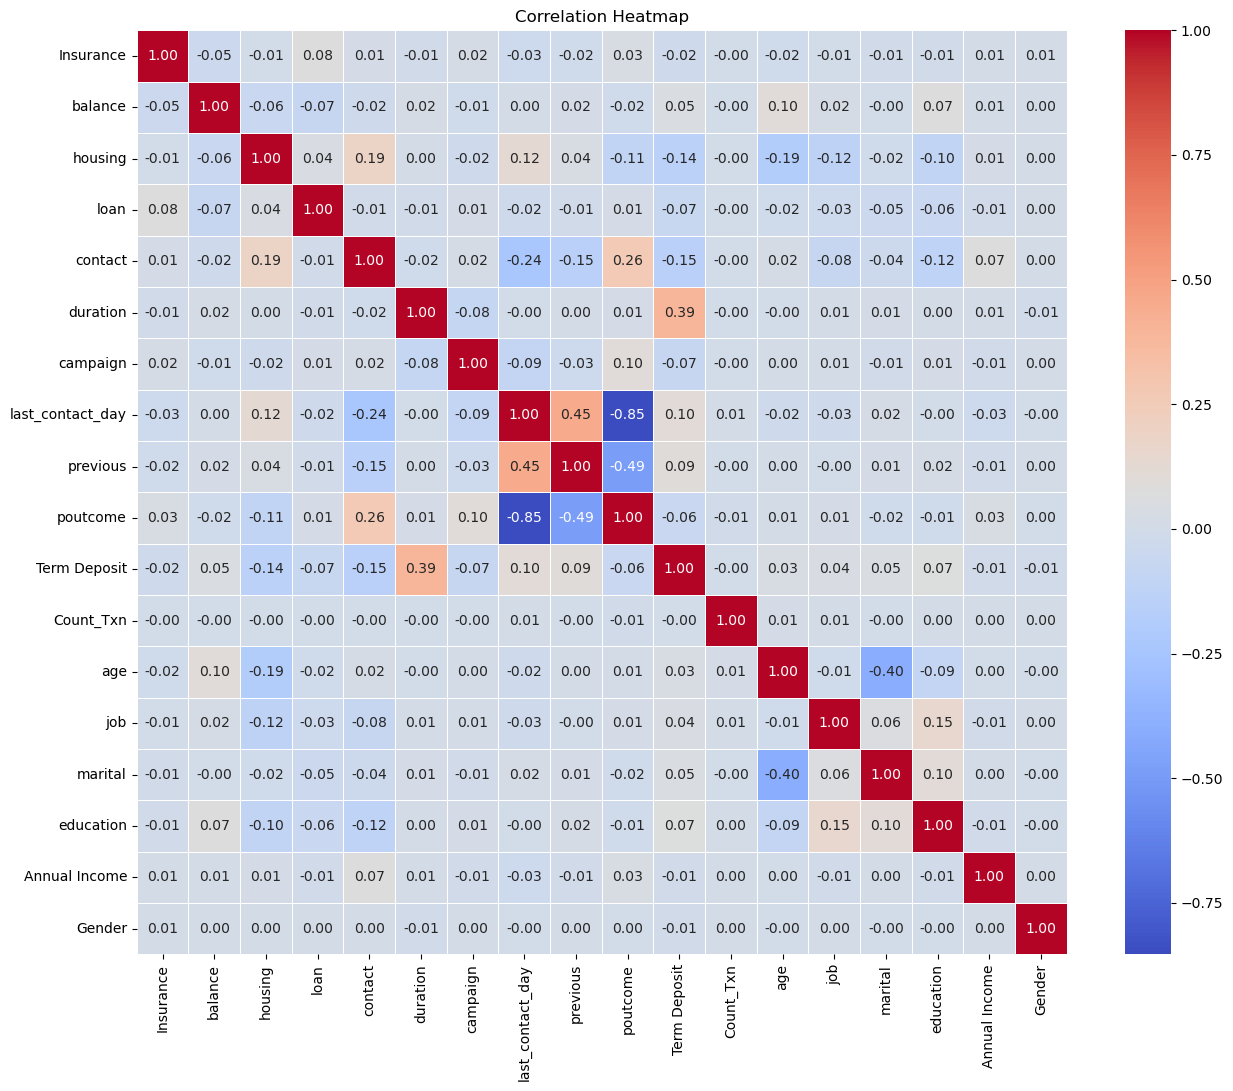 Correlation Heatmap
Insurance 1.00 -0.05 -0.01 0.08 0.01 -0.01 0.02 -0.03 -0.02 0.03 -0.02 -0.00 -0.02 -0.01 -0.01 -0.01 0.01 0.01
balance -0.05 1.00 -0.06 -0.07 -0.02 0.02 -0.01 0.00 0.02 -0.02 0.05 -0.00 0.10 0.02 -0.00 0.07 0.01 0.00
housing -0.01 -0.06 1.00 0.04 0.19 0.00 -0.02 0.12 0.04 -0.11 -0.14 -0.00 -0.19 -0.12 -0.02 -0.10 0.01 0.00
loan 0.08 -0.07 0.04 1.00 -0.01 -0.01 0.01 -0.02 -0.01 0.01 -0.07 -0.00 -0.02 -0.03 -0.05 -0.06 -0.01 0.00
contact 0.01 -0.02 0.19 -0.01 1.00 -0.02 0.02 -0.24 -0.15 0.26 -0.15 -0.00 0.02 -0.08 -0.04 -0.12 0.07 0.00
duration -0.01 0.02 0.00 -0.01 -0.02 1.00 -0.08 -0.00 0.00 0.01 0.39 -0.00 -0.00 0.01 0.01 0.00 0.01 -0.01
campaign 0.02 -0.01 -0.02 0.01 0.02 -0.08 1.00 -0.09 -0.03 0.10 -0.07 -0.00 0.00 0.01 -0.01 0.01 -0.01 0.00
last_contact_day -0.03 0.00 0.12 -0.02 -0.24 -0.00 -0.09 1.00 0.45 -0.85 0.10 0.01 -0.02 -0.03 0.02 -0.00 -0.03 -0.00
previous -0.02 0.02 0.04 -0.01 -0.15 0.00 -0.03 0.45 1.00 -0.49 0.09 -0.00 0.00 -0.00 0.01 0.02 -0.01 0.00
poutcome 0.03 -0.02 -0.11 0.01 0.26 0.01 0.10 -0.85 -0.49 1.00 -0.06 -0.01 0.01 0.01 -0.02 -0.01 0.03 0.00
Term Deposit -0.02 0.05 -0.14 -0.07 -0.15 0.39 -0.07 0.10 0.09 -0.06 1.00 -0.00 0.03 0.04 0.05 0.07 -0.01 -0.01
Count_Txn -0.00 -0.00 -0.00 -0.00 -0.00 -0.00 -0.00 0.01 -0.00 -0.01 -0.00 1.00 0.01 0.01 -0.00 0.00 0.00 0.00
age -0.02 0.10 -0.19 -0.02 0.02 -0.00 0.00 -0.02 0.00 0.01 0.03 0.01 1.00 -0.01 -0.40 -0.09 0.00 -0.00
job -0.01 0.02 -0.12 -0.03 -0.08 0.01 0.01 -0.03 -0.00 0.01 0.04 0.01 -0.01 1.00 0.06 0.15 -0.01 0.00
marital -0.01 -0.00 -0.02 -0.05 -0.04 0.01 -0.01 0.02 0.01 -0.02 0.05 -0.00 -0.40 0.06 1.00 0.10 0.00 -0.00
education -0.01 0.07 -0.10 -0.06 -0.12 0.00 0.01 -0.00 0.02 -0.01 0.07 0.00 -0.09 0.15 0.10 1.00 -0.01 -0.00
Annual Income 0.01 0.01 0.01 -0.01 0.07 0.01 -0.01 -0.03 -0.01 0.03 -0.01 0.00 0.00 -0.01 0.00 -0.01 1.00 0.00
Gender 0.01 0.00 0.00 0.00 0.00 -0.01 0.00 -0.00 0.00 0.00 -0.01 0.00 -0.00 0.00 -0.00 -0.00 0.00 1.00
Insurance
balance
housing
loan
contact
duration
campaign
last_contact_day
previous
poutcome
Term Deposit
Count_Txn
age
job
marital
education
Annual Income
Gender
1.00
0.75
0.50
0.25
0.00
−0.25
−0.50
−0.75